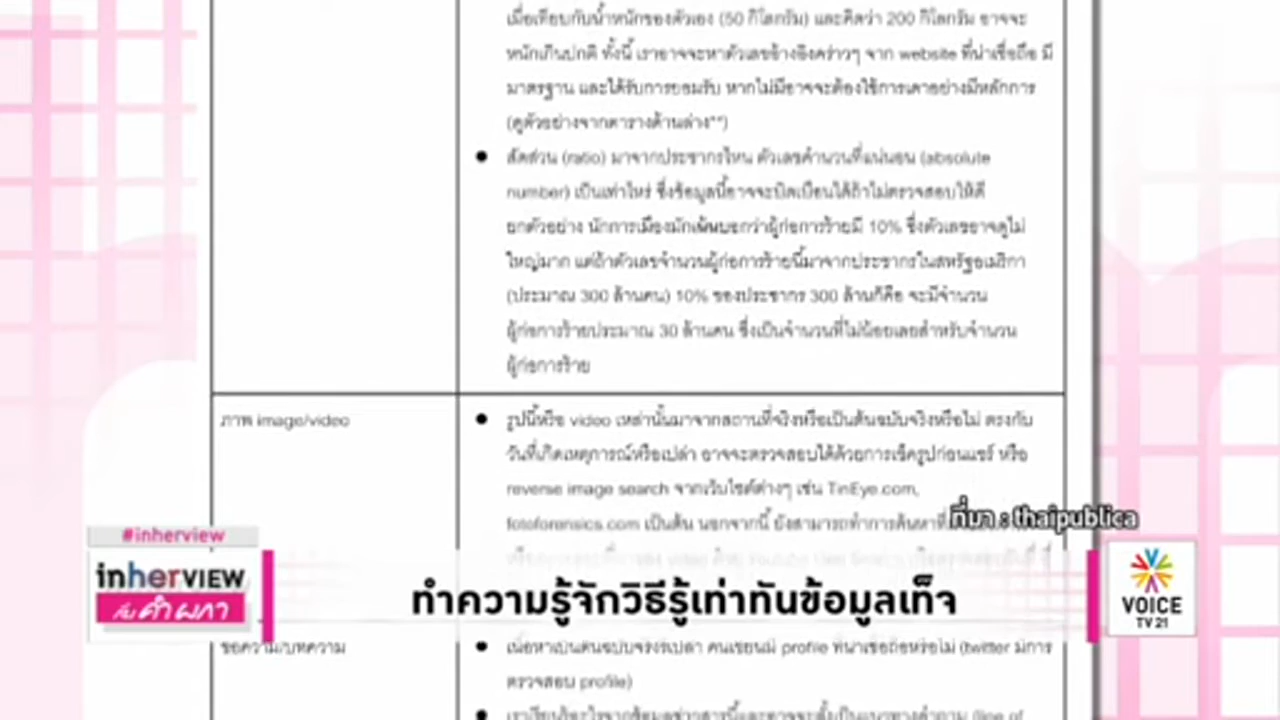 เมื่อเทียบกับน้ำหนักของตัวเอง (50 กิโลกรัม) และคิดว่า 200 กิโลกรัม อาจจะ
หนักเกินปกติ ทั้งนี้ เราอาจจะหาตัวเลขอ้างอิงคร่าวๆ จาก website ที่น่าเชื่อถือ มี
มาตรฐาน และได้รับการยอมรับ หากไม่มีอาจจะต้องใช้การเดาอย่างมีหลักการ
(ดูตัวอย่างจากตารางด้านล่าง**)
● สัดส่วน (ratio) มาจากประชากรไหน ตัวเลขจำนวนที่แน่นอน (absolute
number) เป็นเท่าไหร่ ซึ่งข้อมูลนี้อาจจะบิดเบือนได้ถ้าไม่ตรวจสอบให้ดี
ยกตัวอย่าง นักการเมืองมักเน้นบอกว่าผู้ก่อการร้ายมี 10% ซึ่งตัวเลขอาจดูไม่
ใหญ่มาก แต่ถ้าตัวเลขจำนวนผู้ก่อการร้ายนี้มาจากประชากรในสหรัฐอเมริกา
(ประมาณ 300 ล้านคน) 10% ของประชากร 300 ล้านก็คือ จะมีจำนวน
ผู้ก่อการร้ายประมาณ 30 ล้านคน ซึ่งเป็นจำนวนที่ไม่น้อยเลยสำหรับจำนวน
ผู้ก่อการร้าย
ภาพ image/video
● รูปนี้หรือ video เหล่านั้นมาจากสถานที่จริงหรือเป็นต้นฉบับจริงหรือไม่ ตรงกับ
วันที่เกิดเหตุการณ์หรือเปล่า อาจจะตรวจสอบได้ด้วยการเช็ครูปก่อนแชร์ หรือ
reverse image search จากเว็บไซต์ต่างๆ เช่น TinEye.com,
fotoforensics.com เป็นต้น นอกจากนี้ ยังสามารถทำการค้นหา
ที่มา : thaipublica
#inherview
inherVIEW
กับ คำ ผกา
ทำความรู้จักวิธีรู้เท่าทันข้อมูลเท็จ
VOICE
TV 21
ข้อความ/บทความ
● เนื้อหาเป็นต้นฉบับจริงรึเปล่า คนเขียนมี profile ที่น่าเชื่อถือหรือไม่ (twitter มีการ
ตรวจสอบ profile)